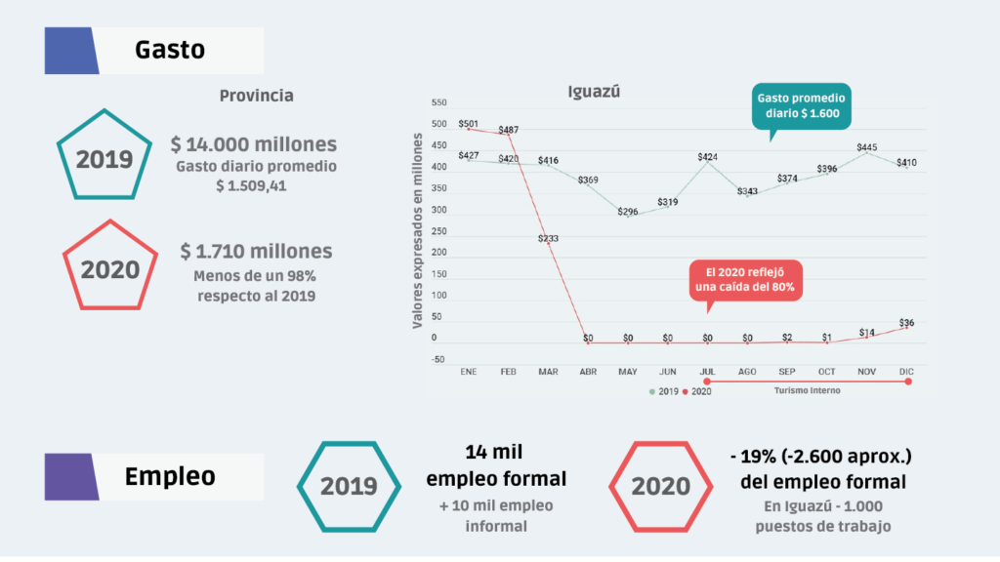 Gasto
Provincia
2019
$ 14.000 millones
Gasto diario promedio
$ 1.509,41
2020
$ 1.710 millones
Menos de un 98%
respecto al 2019
Iguazú
Gasto promedio
diario $ 1.600
Valores expresados en millones
550
500
450
400
350
300
250
200
150
100
50
0
-50
$501
$487
$427
$420
$416
$369
$296
$319
$424
$343
$374
$396
$445
$410
$233
El 2020 reflejó
una caída del 80%
$0
$0
$0
$0
$0
$2
$1
$14
$36
ENE FEB MAR ABR MAY JUN JUL AGO SEP OCT NOV DIC
2019 2020
Turismo Interno
Empleo
2019
14 mil
empleo formal
+ 10 mil empleo
informal
2020
- 19% (-2.600 aprox.)
del empleo formal
En Iguazú - 1.000
puestos de trabajo